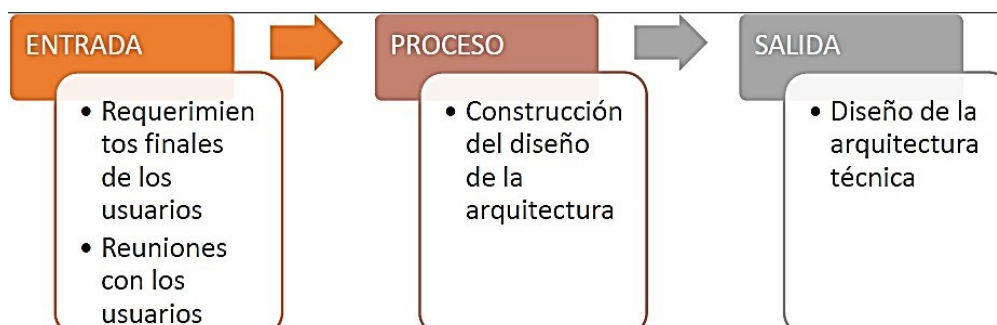 ENTRADA
• Requerimien
tos finales
de los
usuarios
• Reuniones
con los
usuarios
PROCESO
• Construcción
del diseño
de la
arquitectura
SALIDA
• Diseño de la
arquitectura
técnica